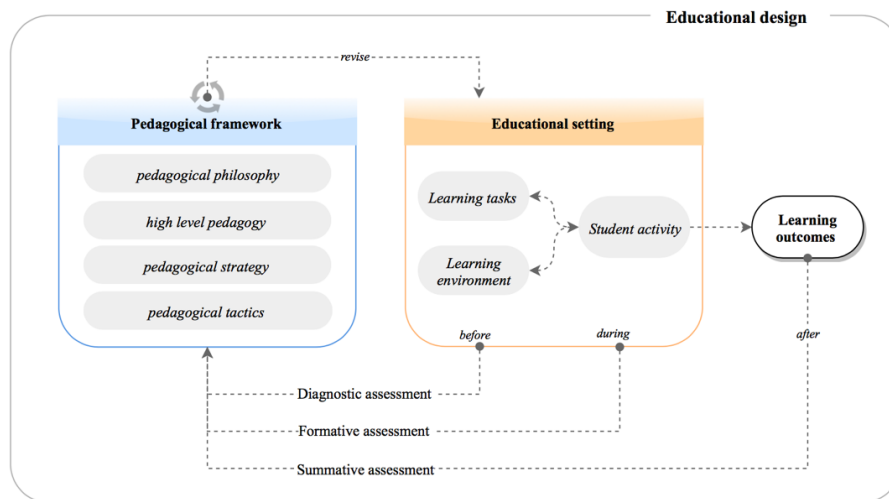 Educational design
revise
Pedagogical framework
pedagogical philosophy
high level pedagogy
pedagogical strategy
pedagogical tactics
Educational setting
Learning tasks
Learning
environment
Student activity
Learning
outcomes
before
during
after
Diagnostic assessment
Formative assessment
Summative assessment